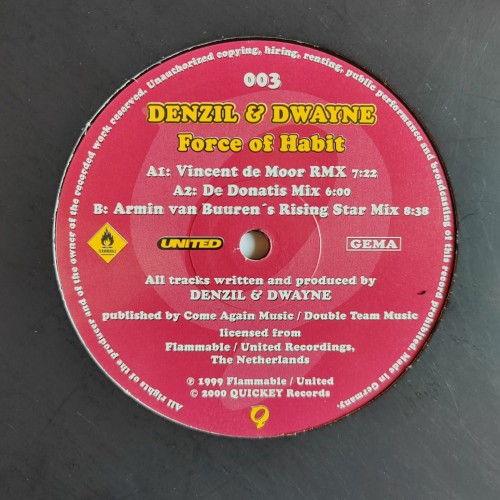 All rights of the producer and of the owner of the recorded work reserved. Unauthorized copying, hiring, renting, public performance and broadcasting of this record prohibited. Made in Germany.
003
DENZIL & DWAYNE
Force of Habit
A1: Vincent de Moor RMX 7:22
A2: De Donatis Mix 6:00
B: Armin van Buuren´s Rising Star Mix 8:38
UNITED
GEMA
All tracks written and produced by
DENZIL & DWAYNE
published by Come Again Music / Double Team Music
licensed from
Flammable / United Recordings,
The Netherlands
℗ 1999 Flammable / United
© 2000 QUICKEY Records